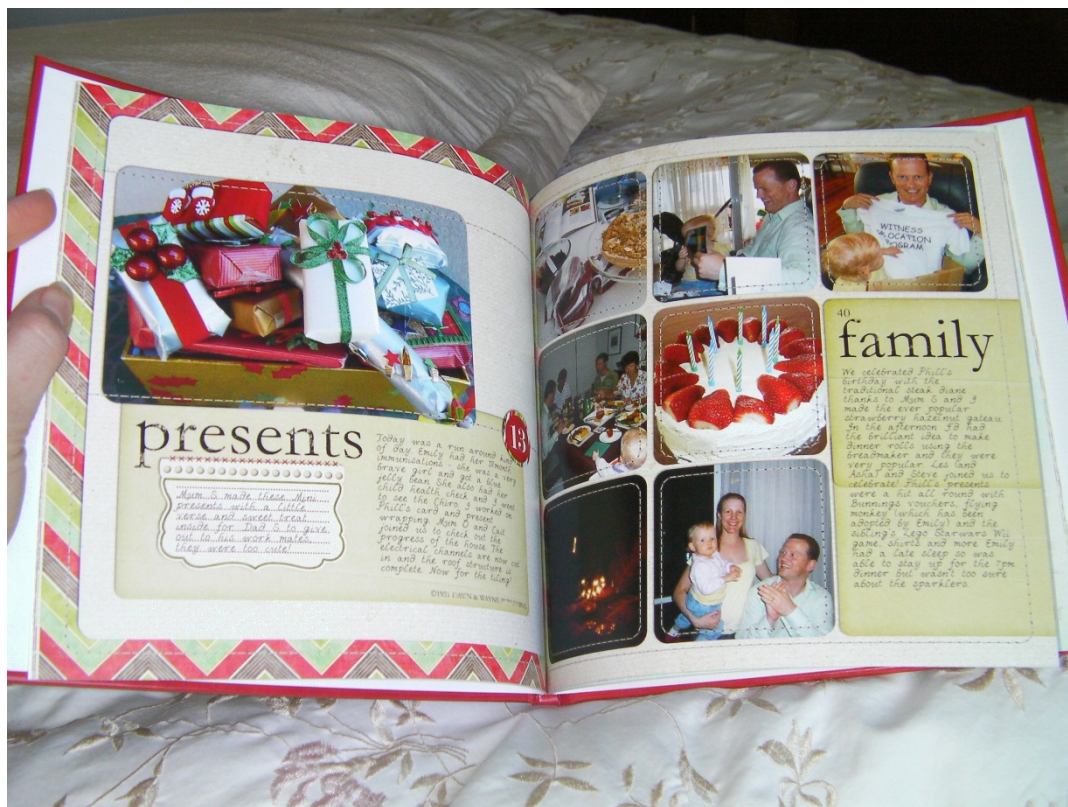 presents
Mum S made these Mini
presents with a little
verse and sweet treat
inside for Dad S to give
out to his work mates,
they were too cute!
Today was a run around kind
of day. Emily had her 12mont
immunisations - she was a very
brave girl and got a blue
jelly bean. She also had her
child health check and I went
to see the Chiro. I worked on
Phill's card and present
wrapping. Mum C and Cait
joined us to check out the
progress of the house. The
electrical channels are now cut
in and the roof structure is
complete. Now for the tiling!
13
WITNESS
LOCATION
OGRAM
40
family
We celebrated Phill's
birthday with the
traditional steak diane
thanks to Mum S and I
made the ever popular
strawberry hazelnut gateau.
In the afternoon I'd had
the brilliant idea to make
dinner rolls using the
breadmaker and they were
very popular. Les (and
Asha) and Steve joined us to
celebrate! Phill's presents
were a hit all round with
Bunnings vouchers, flying
monkey (which has been
adopted by Emily) and the
sibling's Lego Starwars Wii
game, shirts and more. Emily
had a late sleep so was
able to stay up for the 7pm
dinner but wasn't too sure
about the sparklers.